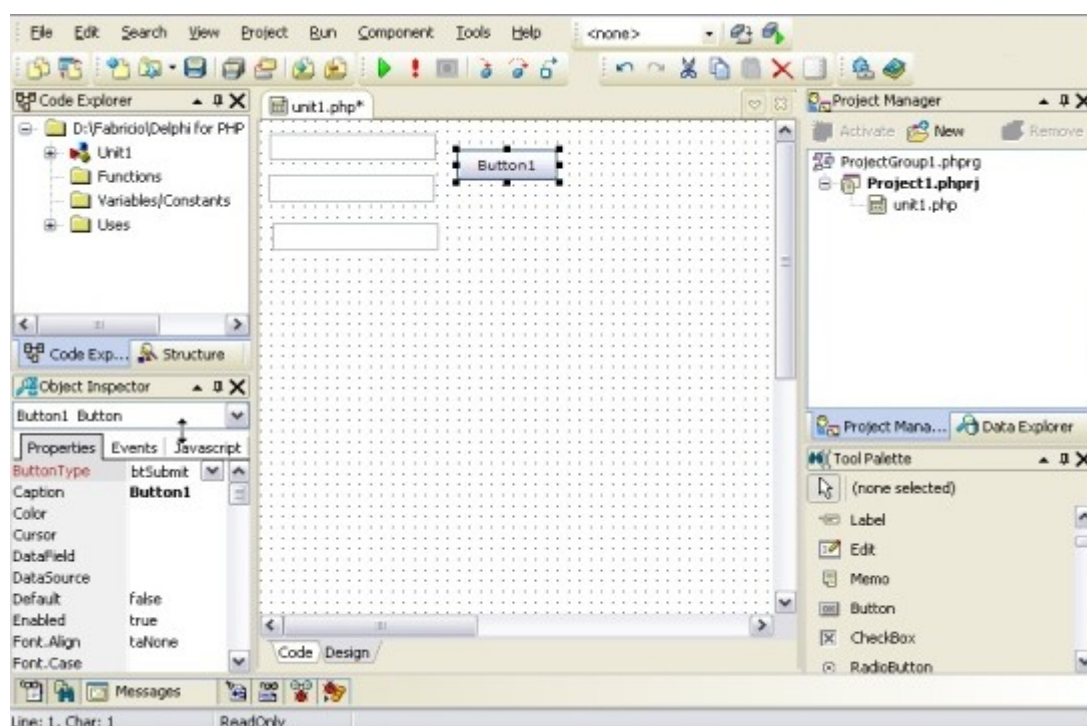 File Edit Search View Project Run Component Tools Help <none>
Code Explorer
D:\Fabricio\Delphi for PHP
Unit1
Functions
Variables/Constants
Uses
Code Exp... Structure
Object Inspector
Button1 Button
Properties Events Javascript
ButtonType btSubmit
Caption Button1
Color
Cursor
DataField
DataSource
Default false
Enabled true
Font.Align taNone
Font.Case
unit1.php*
Button1
Code Design
Project Manager
Activate New Remove
ProjectGroup1.phprg
Project1.phprj
unit1.php
Project Mana... Data Explorer
Tool Palette
(none selected)
Label
Edit
Memo
Button
CheckBox
RadioButton
Messages
Line: 1, Char: 1 ReadOnly